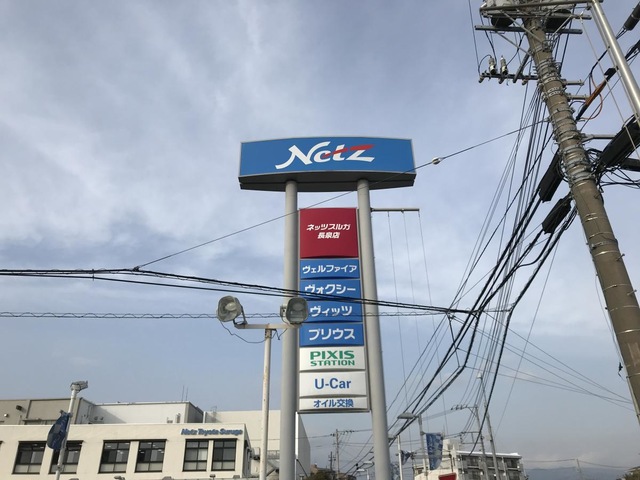 Netz
ネッツスルガ
長泉店
ヴェルファイア
ヴォクシー
ヴィッツ
プリウス
PIXIS
STATION
U-Car
オイル交換
Netz Toyota Suruga